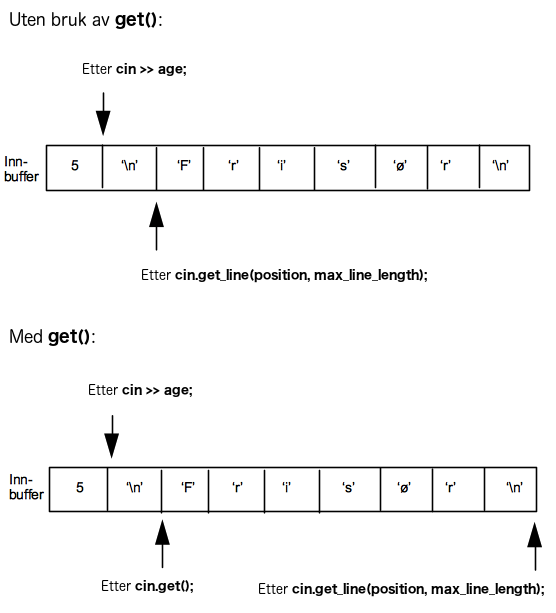 Uten bruk av get():
Etter cin >> age;
Inn-
buffer
5 '\n' 'F' 'r' 'i' 's' 'ø' 'r' '\n'
Etter cin.get_line(position, max_line_length);
Med get():
Etter cin >> age;
Inn-
buffer
5 '\n' 'F' 'r' 'i' 's' 'ø' 'r' '\n'
Etter cin.get();
Etter cin.get_line(position, max_line_length);